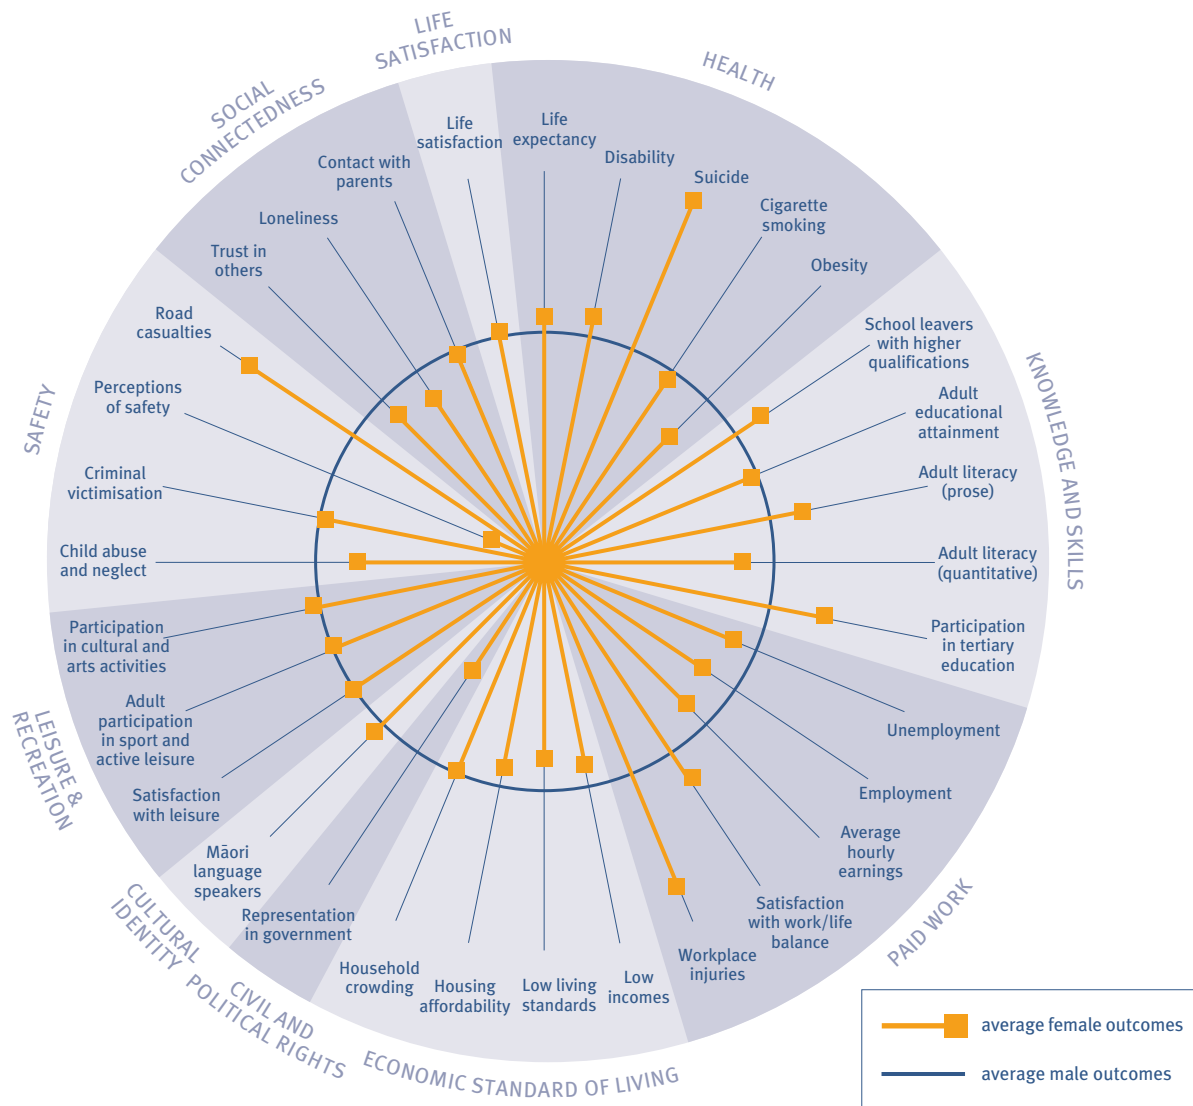 LIFE
SATISFACTION
HEALTH
SOCIAL
CONNECTEDNESS
KNOWLEDGE AND SKILLS
SAFETY
LEISURE &
RECREATION
CULTURAL
IDENTITY
CIVIL AND
POLITICAL RIGHTS
ECONOMIC STANDARD OF LIVING
PAID WORK
Life
satisfaction
Life
expectancy
Disability
Suicide
Cigarette
smoking
Obesity
School leavers
with higher
qualifications
Adult
educational
attainment
Adult literacy
(prose)
Adult literacy
(quantitative)
Participation
in tertiary
education
Unemployment
Employment
Average
hourly
earnings
Satisfaction
with work/life
balance
Workplace
injuries
Low
incomes
Low living
standards
Housing
affordability
Household
crowding
Representation
in government
Māori
language
speakers
Satisfaction
with leisure
Adult
participation
in sport and
active leisure
Participation
in cultural and
arts activities
Child abuse
and neglect
Criminal
victimisation
Perceptions
of safety
Road
casualties
Trust in
others
Loneliness
Contact with
parents
average female outcomes
average male outcomes